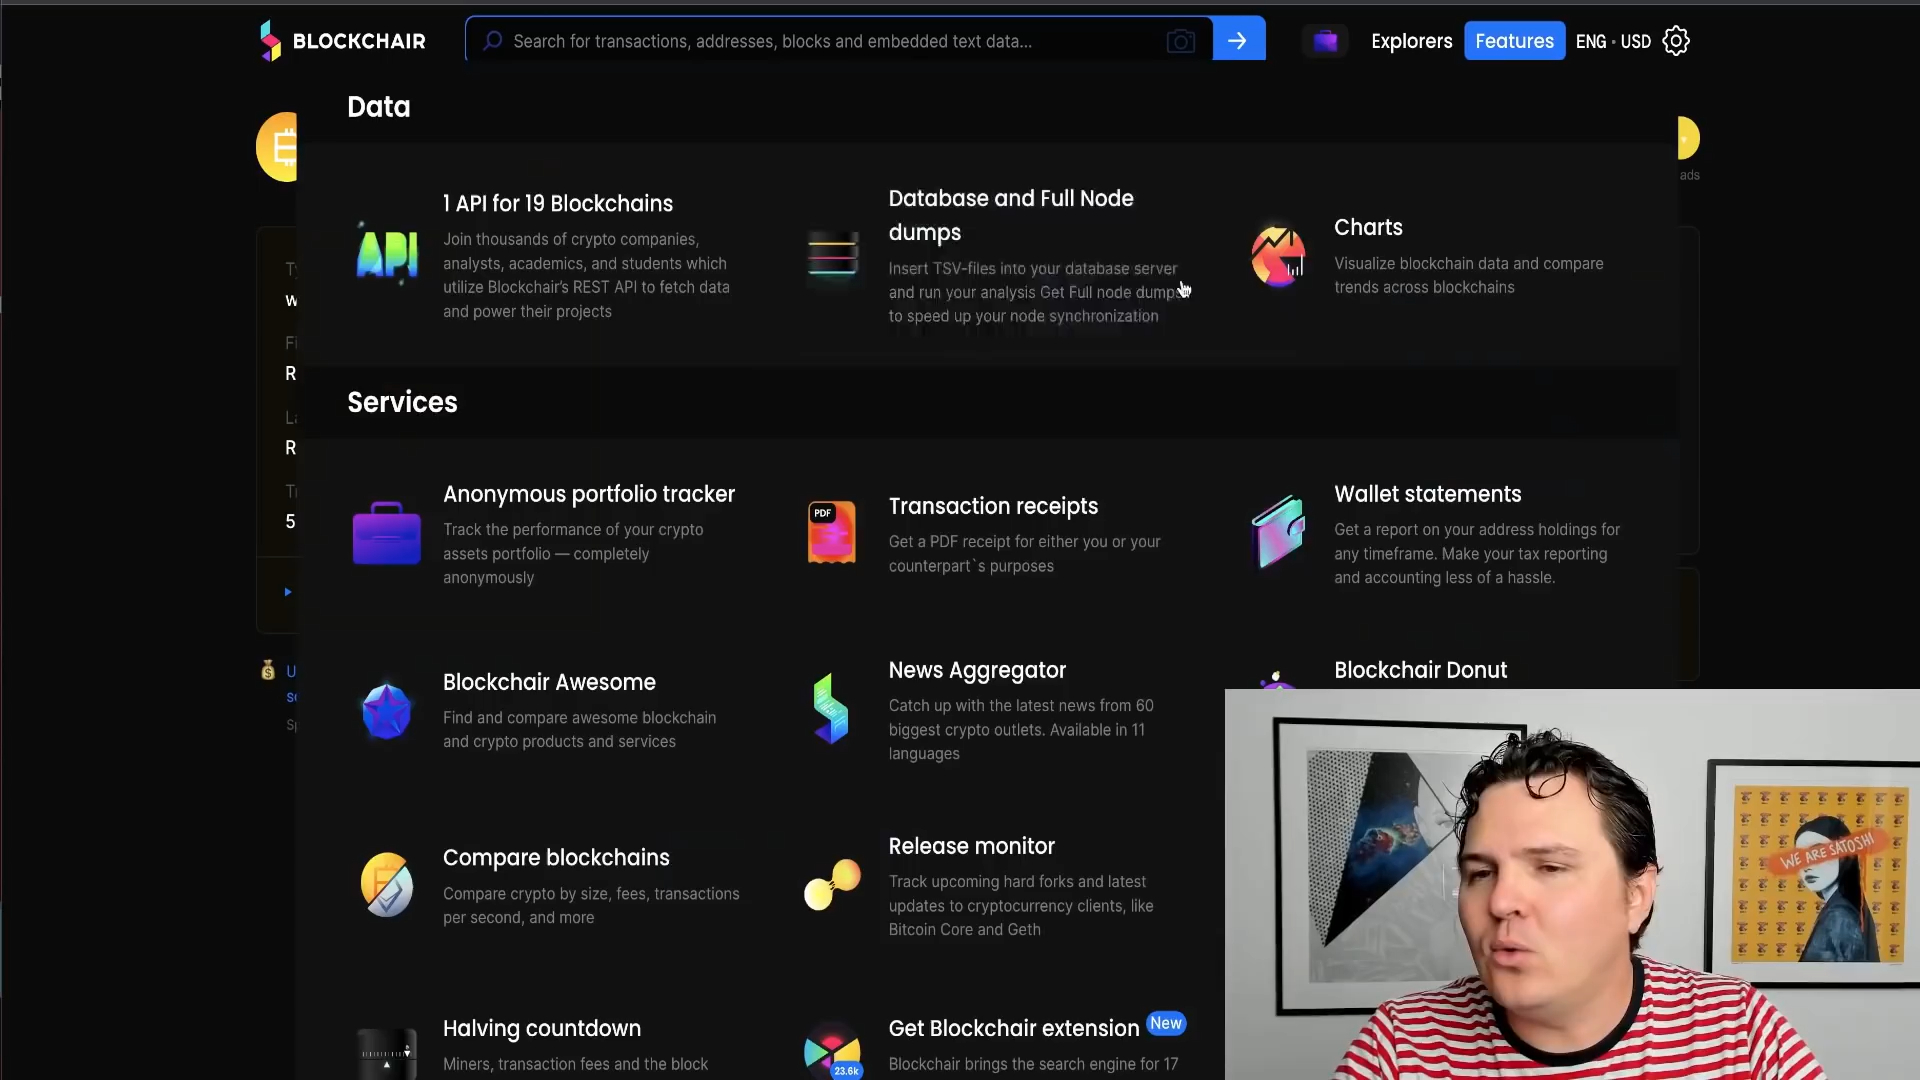 BLOCKCHAIR
Search for transactions, addresses, blocks and embedded text data...
Explorers
Features
ENG • USD
Data
ads
1 API for 19 Blockchains
Join thousands of crypto companies,
analysts, academics, and students which
utilize Blockchair's REST API to fetch data
and power their projects
API
Database and Full Node
dumps
Insert TSV-files into your database server
and run your analysis Get Full node dumps
to speed up your node synchronization
Charts
Visualize blockchain data and compare
trends across blockchains
Services
Anonymous portfolio tracker
Track the performance of your crypto
assets portfolio — completely
anonymously
PDF
Transaction receipts
Get a PDF receipt for either you or your
counterpart`s purposes
Wallet statements
Get a report on your address holdings for
any timeframe. Make your tax reporting
and accounting less of a hassle.
Blockchair Awesome
Find and compare awesome blockchain
and crypto products and services
News Aggregator
Catch up with the latest news from 60
biggest crypto outlets. Available in 11
languages
Blockchair Donut
Compare blockchains
Compare crypto by size, fees, transactions
per second, and more
Release monitor
Track upcoming hard forks and latest
updates to cryptocurrency clients, like
Bitcoin Core and Geth
WE ARE SATOSHI
Halving countdown
Miners, transaction fees and the block
Get Blockchair extension New
Blockchair brings the search engine for 17
23.6k